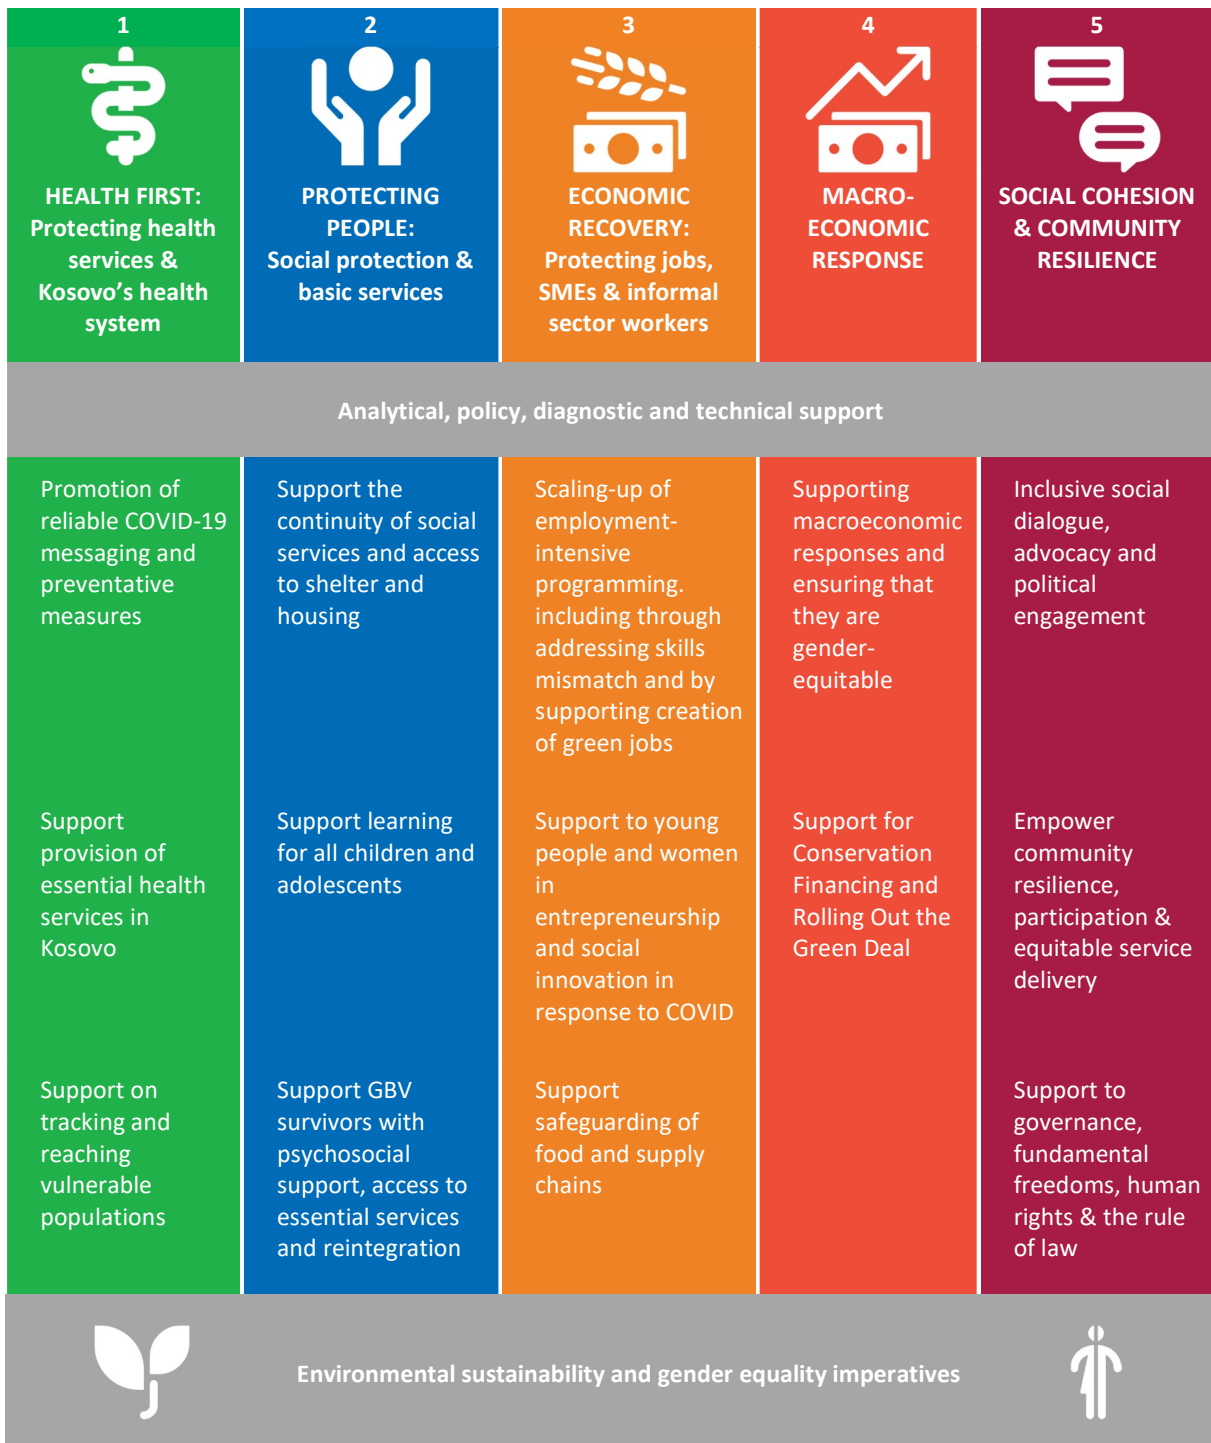 1
HEALTH FIRST:
Protecting health
services &
Kosovo’s health
system
2
PROTECTING
PEOPLE:
Social protection &
basic services
3
ECONOMIC
RECOVERY:
Protecting jobs,
SMEs & informal
sector workers
4
MACRO-
ECONOMIC
RESPONSE
5
SOCIAL COHESION
& COMMUNITY
RESILIENCE
Analytical, policy, diagnostic and technical support
Promotion of
reliable COVID-19
messaging and
preventative
measures
Support the
continuity of social
services and access
to shelter and
housing
Scaling-up of
employment-
intensive
programming.
including through
addressing skills
mismatch and by
supporting creation
of green jobs
Supporting
macroeconomic
responses and
ensuring that
they are
gender-
equitable
Inclusive social
dialogue,
advocacy and
political
engagement
Support
provision of
essential health
services in
Kosovo
Support learning
for all children and
adolescents
Support to young
people and women
in
entrepreneurship
and social
innovation in
response to COVID
Support for
Conservation
Financing and
Rolling Out the
Green Deal
Empower
community
resilience,
participation &
equitable service
delivery
Support on
tracking and
reaching
vulnerable
populations
Support GBV
survivors with
psychosocial
support, access to
essential services
and reintegration
Support
safeguarding of
food and supply
chains
Support to
governance,
fundamental
freedoms, human
rights & the rule
of law
Environmental sustainability and gender equality imperatives